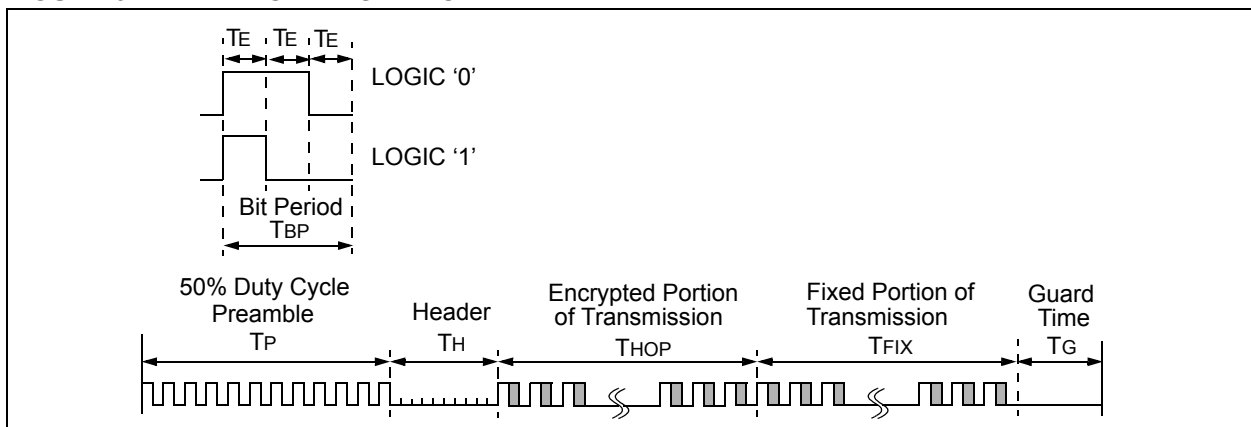 TE TE TE
LOGIC ‘0’
LOGIC ‘1’
Bit Period
TBP
50% Duty Cycle
Preamble
TP
Header
TH
Encrypted Portion
of Transmission
THOP
Fixed Portion of
Transmission
TFIX
Guard
Time
TG